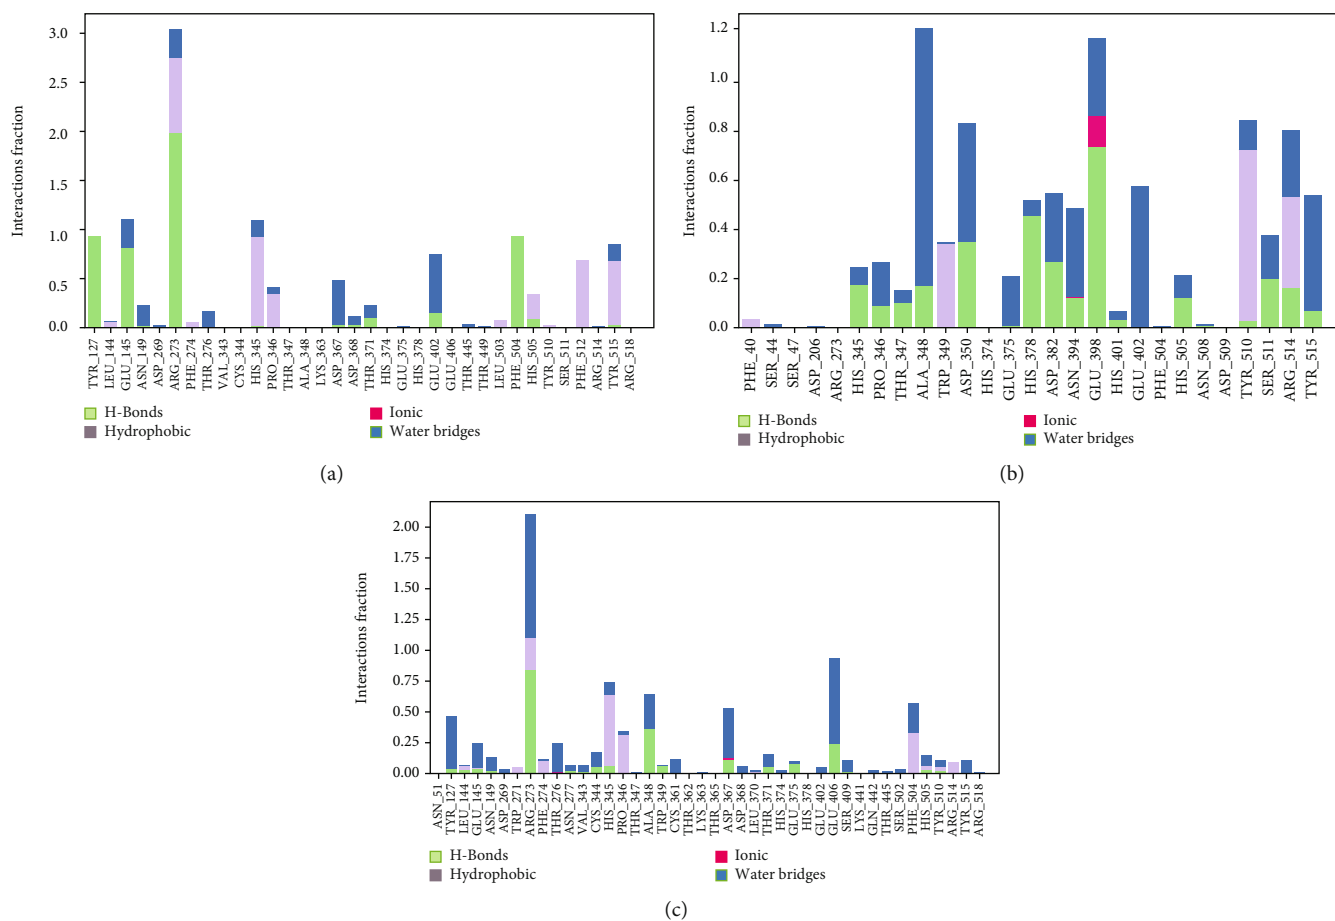 3.0
2.5
2.0
1.5
1.0
0.5
0.0
Interactions fraction
TYR_127
LEU_144
GLU_145
ASN_149
ASP_269
ARG_273
PHE_274
THR_276
VAL_343
CYS_344
HIS_345
PRO_346
THR_347
ALA_348
LYS_363
ASP_367
ASP_368
THR_371
HIS_374
GLU_375
HIS_378
GLU_402
GLU_406
THR_445
THR_449
LEU_503
PHE_504
HIS_505
TYR_510
SER_511
PHE_512
ARG_514
TYR_515
ARG_518
H-Bonds
Hydrophobic
Ionic
Water bridges
(a)
1.2
1.0
0.8
0.6
0.4
0.2
0.0
Interactions fraction
PHE_40
SER_44
SER_47
ASP_206
ARG_273
HIS_345
PRO_346
THR_347
ALA_348
TRP_349
ASP_350
HIS_374
GLU_375
HIS_378
ASP_382
ASN_394
GLU_398
HIS_401
GLU_402
PHE_504
HIS_505
ASN_508
ASP_509
TYR_510
SER_511
ARG_514
TYR_515
H-Bonds
Hydrophobic
Ionic
Water bridges
(b)
2.00
1.75
1.50
1.25
1.00
0.75
0.50
0.25
0.00
Interactions fraction
ASN_51
TYR_127
LEU_144
GLU_145
ASN_149
ASP_269
TRP_271
ARG_273
PHE_274
THR_276
ASN_277
VAL_343
CYS_344
HIS_345
PRO_346
THR_347
ALA_348
TRP_349
CYS_361
THR_362
LYS_363
THR_365
ASP_367
ASP_368
LEU_370
THR_371
HIS_374
GLU_375
HIS_378
GLU_402
GLU_406
SER_409
LYS_441
GLN_442
THR_445
SER_502
PHE_504
HIS_505
TYR_510
ARG_514
TYR_515
ARG_518
H-Bonds
Hydrophobic
Ionic
Water bridges
(c)